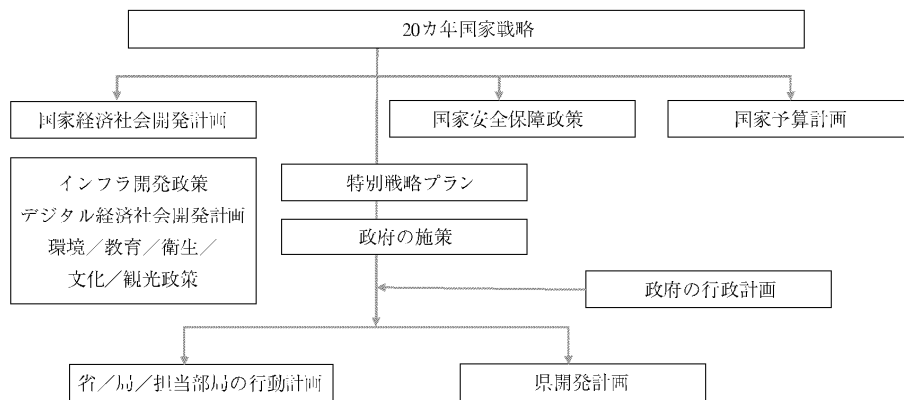 20カ年国家戦略
国家経済社会開発計画
国家安全保障政策
国家予算計画
インフラ開発政策
デジタル経済社会開発計画
環境／教育／衛生／
文化／観光政策
特別戦略プラン
政府の施策
政府の行政計画
省／局／担当部局の行動計画
県開発計画